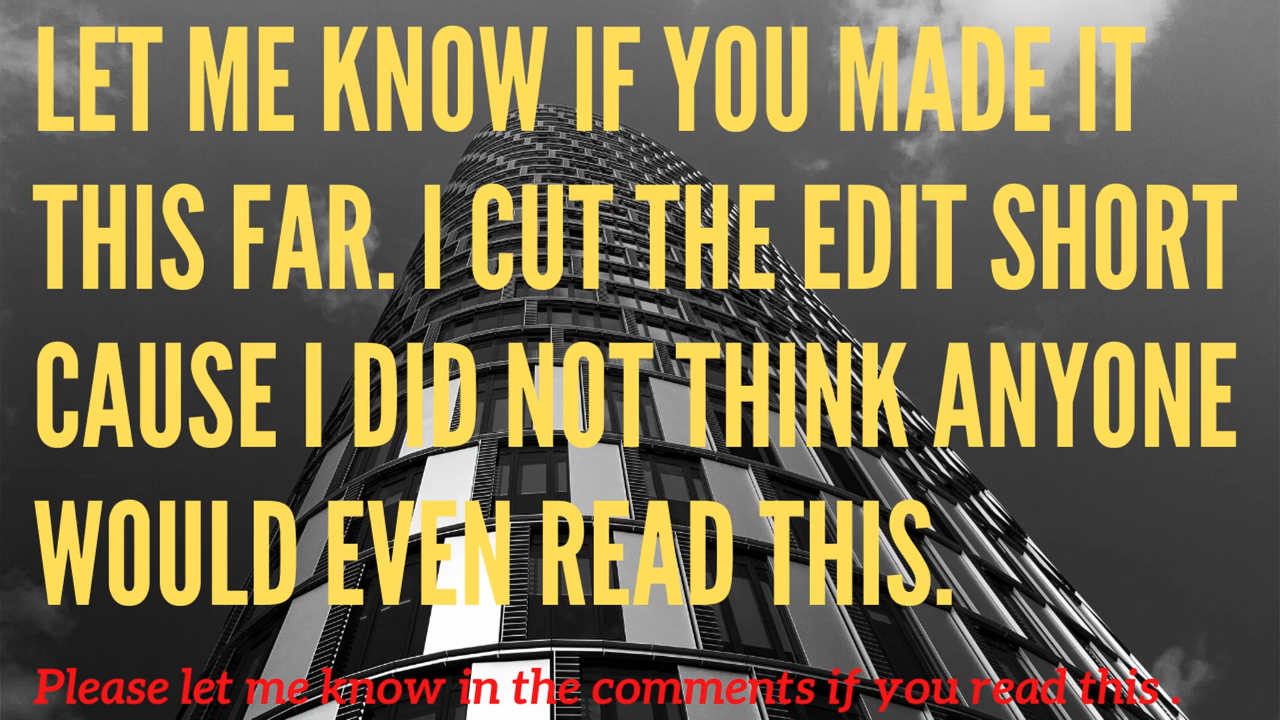 LET ME KNOW IF YOU MADE IT
THIS FAR. I CUT THE EDIT SHORT
CAUSE I DID NOT THINK ANYONE
WOULD EVEN READ THIS.
Please let me know in the comments if you read this .